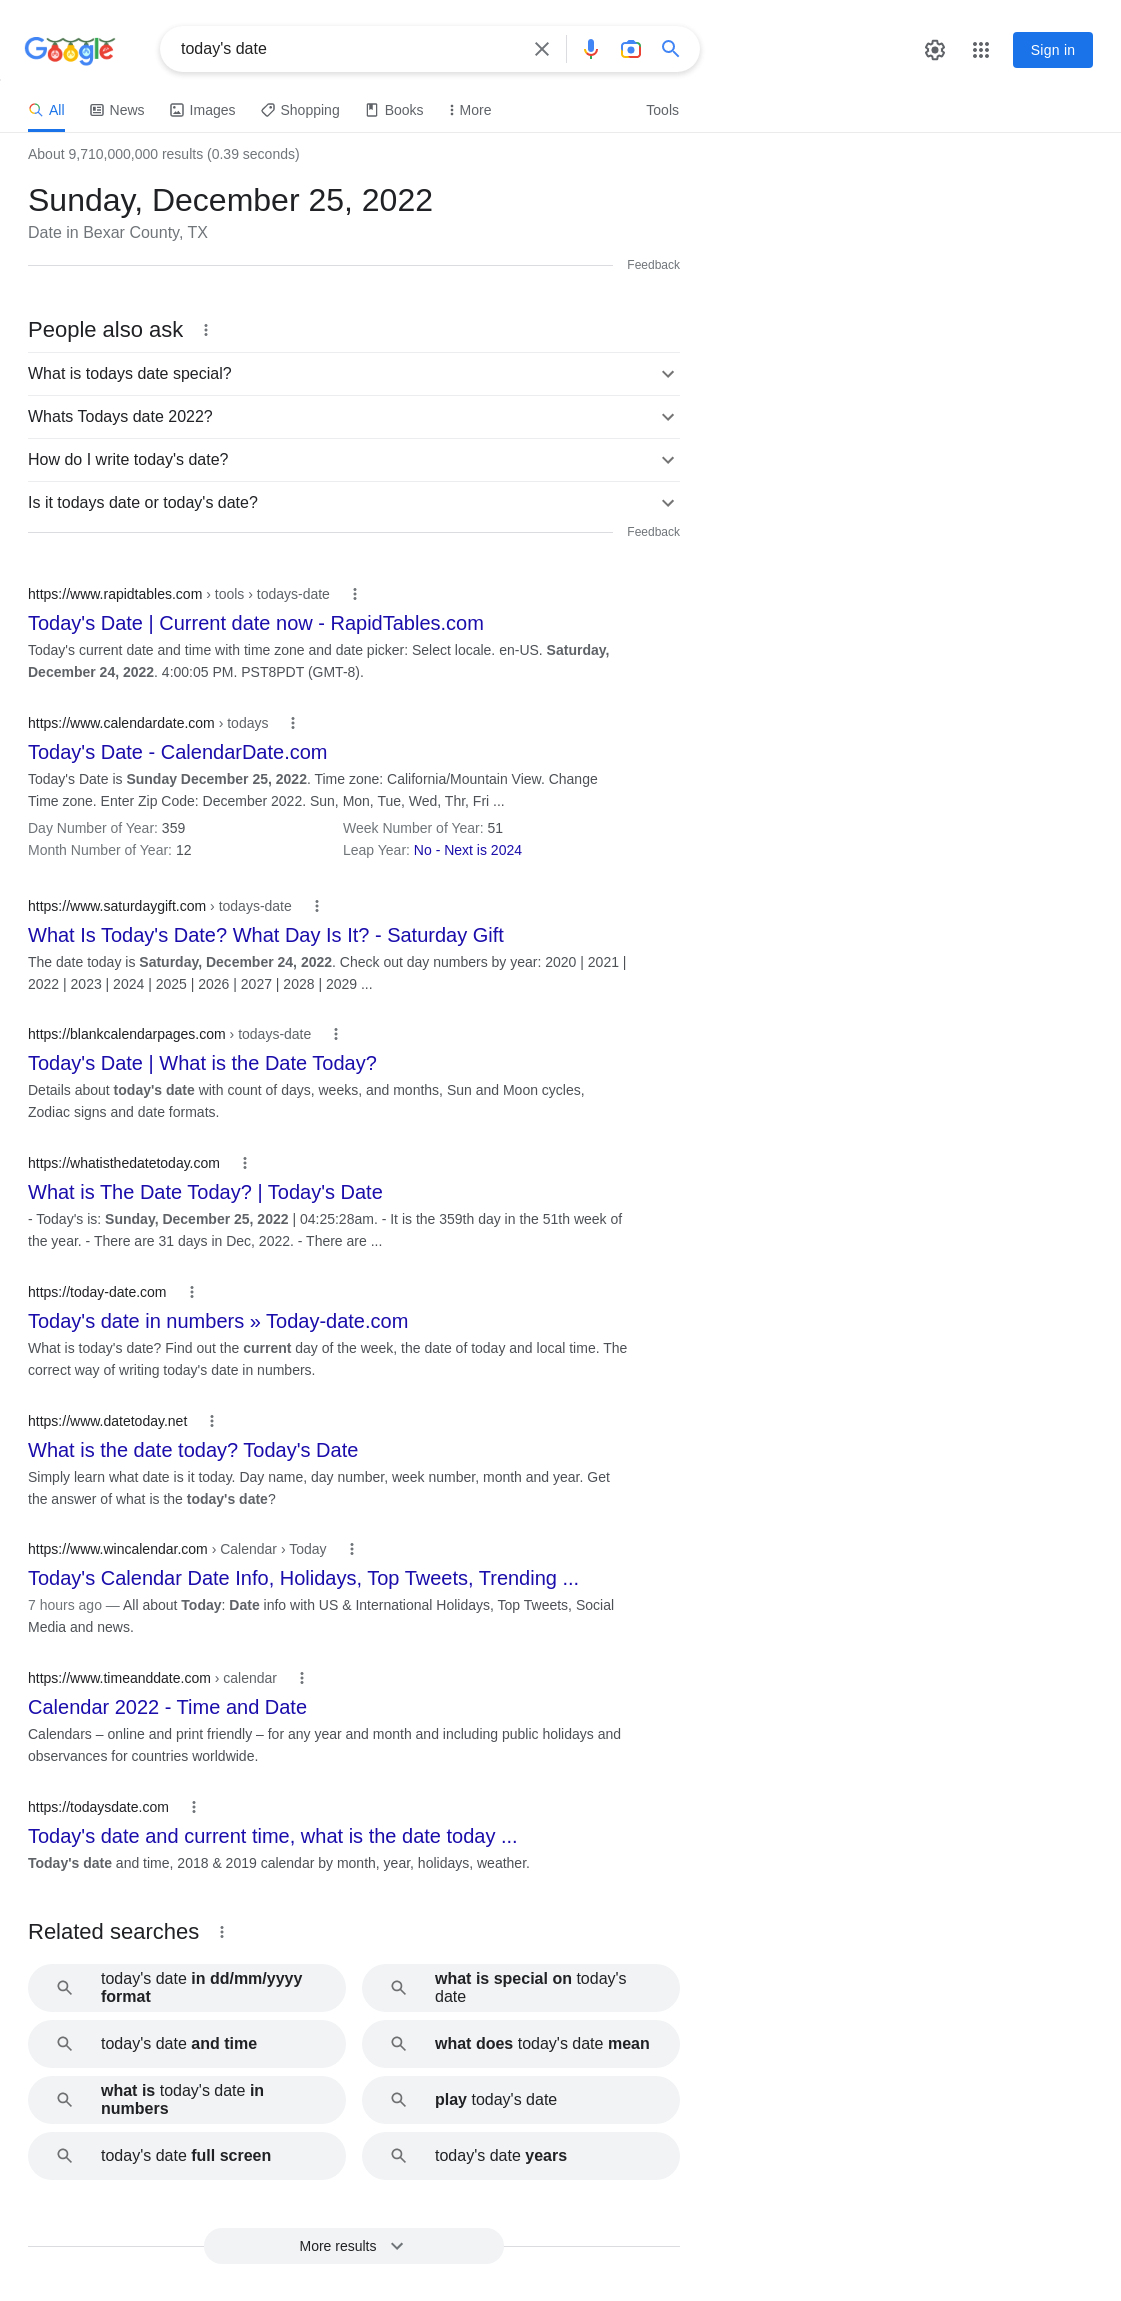 Google
today's date
Sign in
All News Images Shopping Books More Tools
About 9,710,000,000 results (0.39 seconds)
Sunday, December 25, 2022
Date in Bexar County, TX
Feedback
People also ask
What is todays date special?
Whats Todays date 2022?
How do I write today's date?
Is it todays date or today's date?
Feedback
https://www.rapidtables.com › tools › todays-date
Today's Date | Current date now - RapidTables.com
Today's current date and time with time zone and date picker: Select locale. en-US. Saturday,
December 24, 2022. 4:00:05 PM. PST8PDT (GMT-8).
https://www.calendardate.com › todays
Today's Date - CalendarDate.com
Today's Date is Sunday December 25, 2022. Time zone: California/Mountain View. Change
Time zone. Enter Zip Code: December 2022. Sun, Mon, Tue, Wed, Thr, Fri ...
Day Number of Year: 359 Week Number of Year: 51
Month Number of Year: 12 Leap Year: No - Next is 2024
https://www.saturdaygift.com › todays-date
What Is Today's Date? What Day Is It? - Saturday Gift
The date today is Saturday, December 24, 2022. Check out day numbers by year: 2020 | 2021 |
2022 | 2023 | 2024 | 2025 | 2026 | 2027 | 2028 | 2029 ...
https://blankcalendarpages.com › todays-date
Today's Date | What is the Date Today?
Details about today's date with count of days, weeks, and months, Sun and Moon cycles,
Zodiac signs and date formats.
https://whatisthedatetoday.com
What is The Date Today? | Today's Date
- Today's is: Sunday, December 25, 2022 | 04:25:28am. - It is the 359th day in the 51th week of
the year. - There are 31 days in Dec, 2022. - There are ...
https://today-date.com
Today's date in numbers » Today-date.com
What is today's date? Find out the current day of the week, the date of today and local time. The
correct way of writing today's date in numbers.
https://www.datetoday.net
What is the date today? Today's Date
Simply learn what date is it today. Day name, day number, week number, month and year. Get
the answer of what is the today's date?
https://www.wincalendar.com › Calendar › Today
Today's Calendar Date Info, Holidays, Top Tweets, Trending ...
7 hours ago — All about Today: Date info with US & International Holidays, Top Tweets, Social
Media and news.
https://www.timeanddate.com › calendar
Calendar 2022 - Time and Date
Calendars – online and print friendly – for any year and month and including public holidays and
observances for countries worldwide.
https://todaysdate.com
Today's date and current time, what is the date today ...
Today's date and time, 2018 & 2019 calendar by month, year, holidays, weather.
Related searches
today's date in dd/mm/yyyy
format
what is special on today's
date
today's date and time
what does today's date mean
what is today's date in
numbers
play today's date
today's date full screen
today's date years
More results